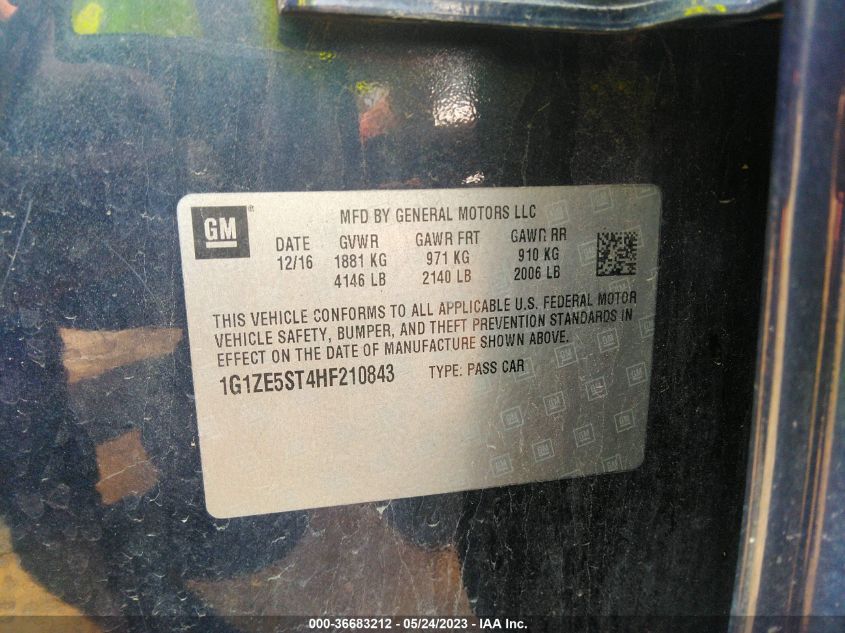 GM ®
MFD BY GENERAL MOTORS LLC
DATE GVWR GAWR FRT GAWR RR
12/16 1881 KG 971 KG 910 KG
4146 LB 2140 LB 2006 LB
THIS VEHICLE CONFORMS TO ALL APPLICABLE U.S. FEDERAL MOTOR
VEHICLE SAFETY, BUMPER, AND THEFT PREVENTION STANDARDS IN
EFFECT ON THE DATE OF MANUFACTURE SHOWN ABOVE.
1G1ZE5ST4HF210843 TYPE: PASS CAR
000-36683212 - 05/24/2023 - IAA Inc.